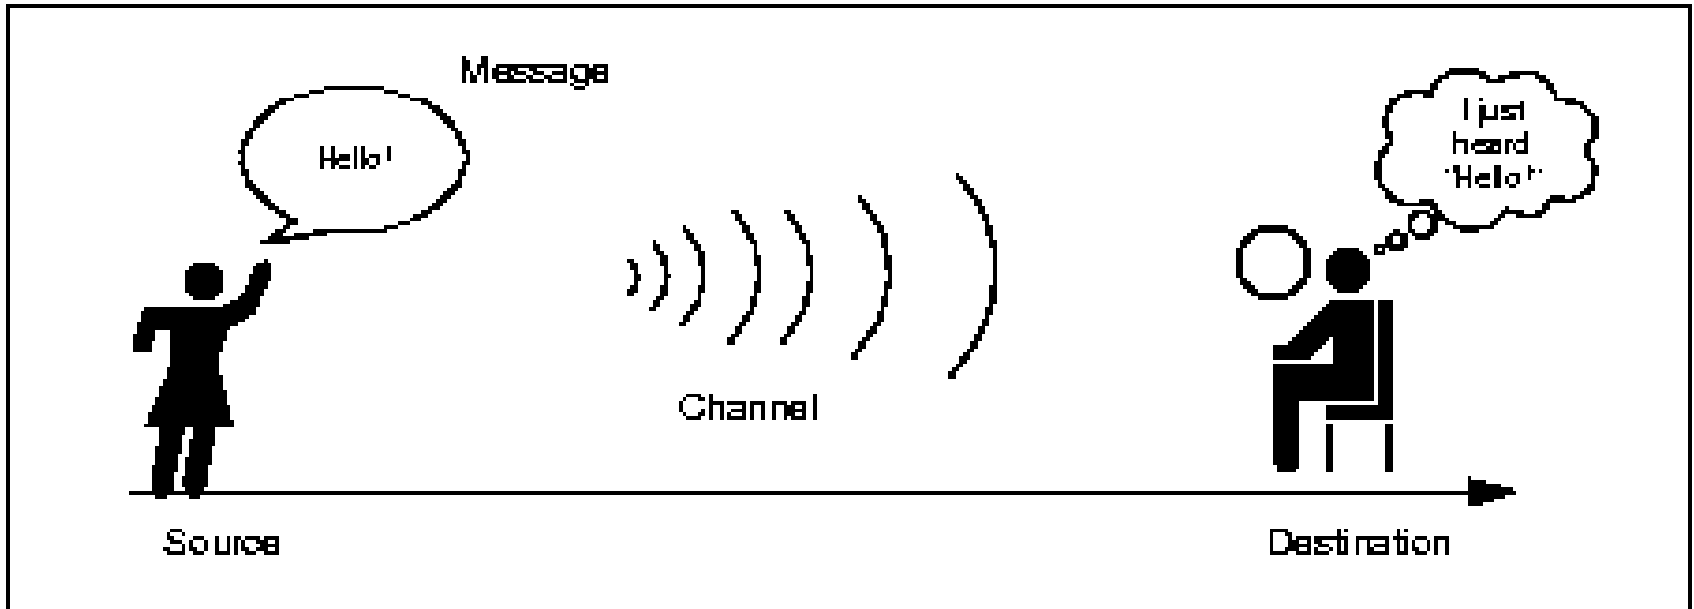 Message
Hello!
I just
heard
"Hello!"
Channel
Source
Destination